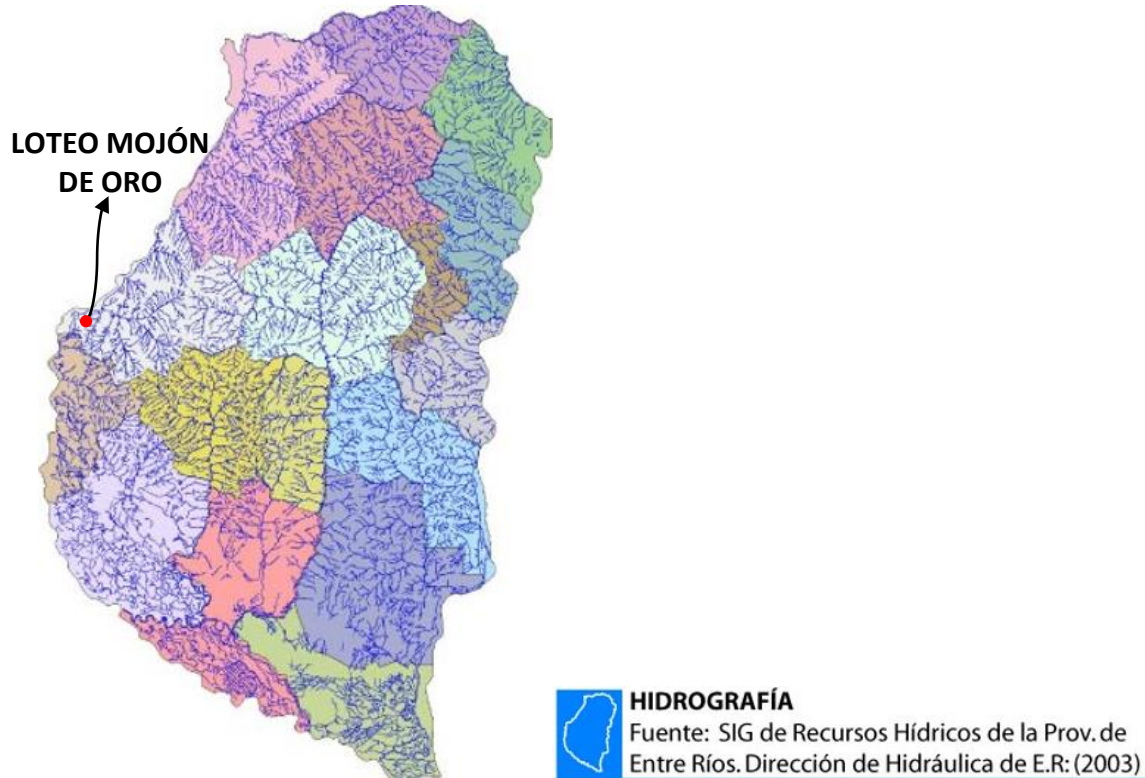 LOTEO MOJÓN
DE ORO
HIDROGRAFÍA
Fuente: SIG de Recursos Hídricos de la Prov. de
Entre Ríos. Dirección de Hidráulica de E.R: (2003)